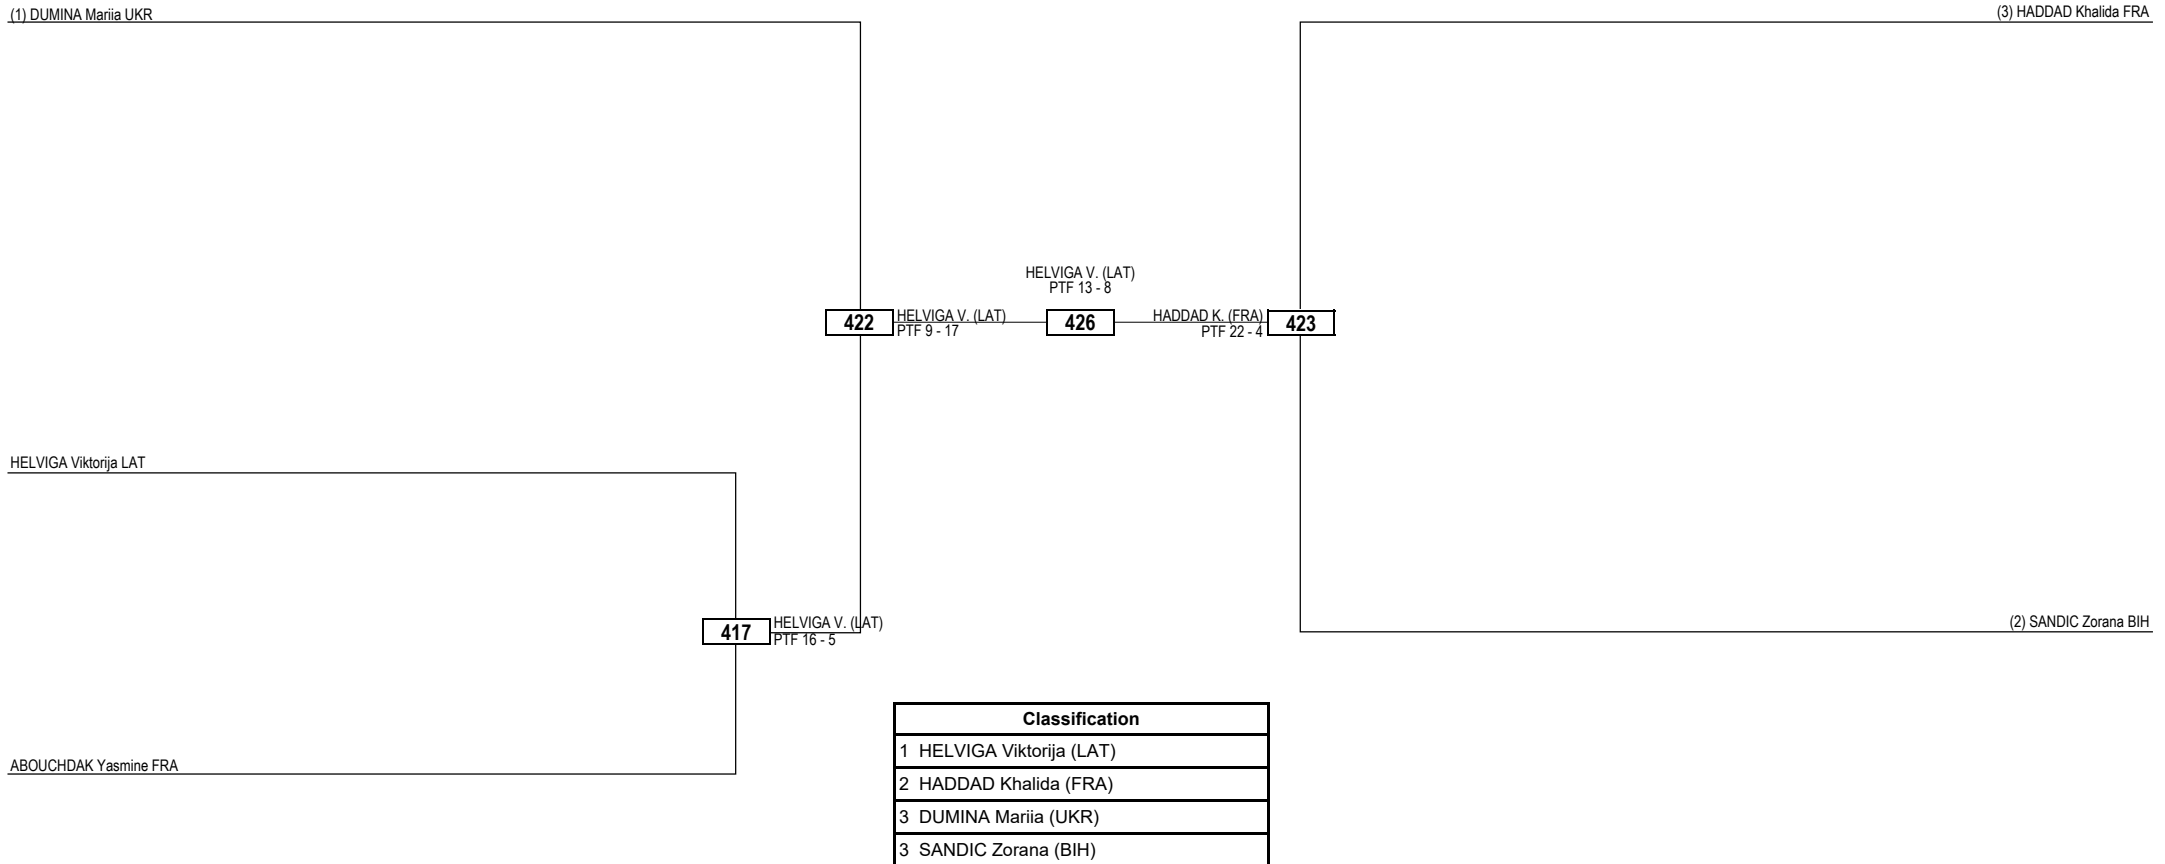 (1) DUMINA Mariia UKR
(3) HADDAD Khalida FRA
HELVIGA V. (LAT)
PTF 13 - 8
422
HELVIGA V. (LAT)
PTF 9 - 17
426
HADDAD K. (FRA)
PTF 22 - 4
423
HELVIGA Viktorija LAT
417
HELVIGA V. (LAT)
PTF 16 - 5
(2) SANDIC Zorana BIH
ABOUCHDAK Yasmine FRA
Classification
1 HELVIGA Viktorija (LAT)
2 HADDAD Khalida (FRA)
3 DUMINA Mariia (UKR)
3 SANDIC Zorana (BIH)